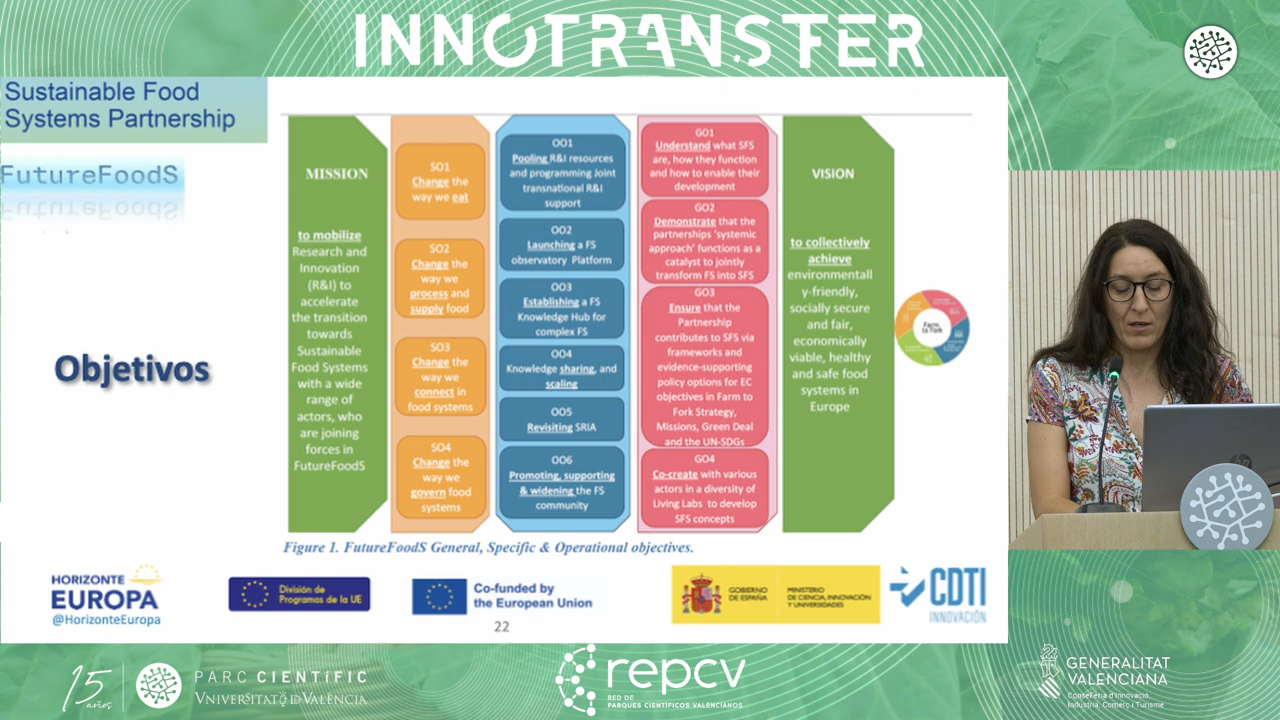 INNOTRANSFER
Sustainable Food
Systems Partnership
FutureFoodS
Objetivos
MISSION
to mobilize
Research and
Innovation
(R&I) to
accelerate
the transition
towards
Sustainable
Food Systems
with a wide
range of
actors, who
are joining
forces in
FutureFoodS
SO1
Change the
way we eat
SO2
Change the
way we
process and
supply food
SO3
Change the
way we
connect in
food systems
SO4
Change the
way we
govern food
systems
OO1
Pooling R&I resources
and programming Joint
transnational R&I
support
OO2
Launching a FS
observatory Platform
OO3
Establishing a FS
Knowledge Hub for
complex FS
OO4
Knowledge sharing, and
scaling
OO5
Revisiting SRIA
OO6
Promoting, supporting
& widening the FS
community
GO1
Understand what SFS
are, how they function
and how to enable their
development
GO2
Demonstrate that the
partnerships ‘systemic
approach’ functions as a
catalyst to jointly
transform FS into SFS
GO3
Ensure that the
Partnership
contributes to SFS via
frameworks and
evidence-supporting
policy options for EC
objectives in Farm to
Fork Strategy,
Missions, Green Deal
and the UN-SDGs
GO4
Co-create with various
actors in a diversity of
Living Labs to develop
SFS concepts
VISION
to collectively
achieve
environmentall
y-friendly,
socially secure
and fair,
economically
viable, healthy
and safe food
systems in
Europe
Farm
to Fork
Figure 1. FutureFoodS General, Specific & Operational objectives.
HORIZONTE
EUROPA
@HorizonteEuropa
División de
Programas de la UE
Co-funded by
the European Union
GOBIERNO
DE ESPAÑA
MINISTERIO
DE CIENCIA, INNOVACIÓN
Y UNIVERSIDADES
CDTI
INNOVACIÓN
22
15
años
PARC CIENTÍFIC
VNIVERSITATĢIDVALÈNCIA
repcv
RED DE
PARQUES CIENTÍFICOS VALENCIANOS
GENERALITAT
VALENCIANA
Conselleria d'Innovació,
Indústria, Comerç i Turisme